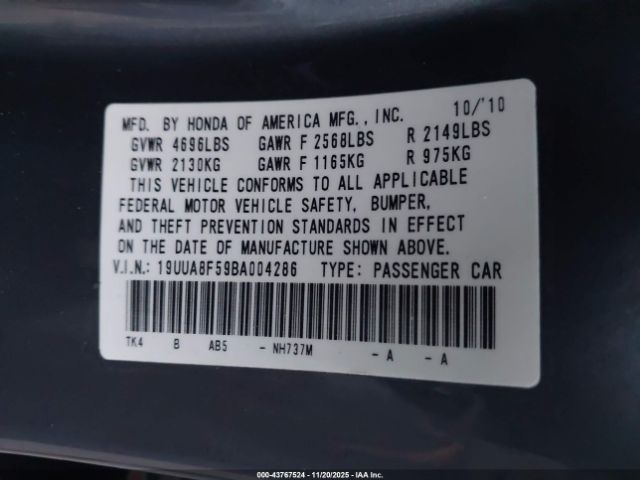 MFD. BY HONDA OF AMERICA MFG., INC. 10/'10
GVWR 4696LBS GAWR F 2568LBS R 2149LBS
GVWR 2130KG GAWR F 1165KG R 975KG
THIS VEHICLE CONFORMS TO ALL APPLICABLE
FEDERAL MOTOR VEHICLE SAFETY, BUMPER,
AND THEFT PREVENTION STANDARDS IN EFFECT
ON THE DATE OF MANUFACTURE SHOWN ABOVE.
V.I.N.: 19UUA8F59BA004286 TYPE: PASSENGER CAR
TK4 B AB5 - NH737M - A - A
000-43767524 - 11/20/2025 - IAA Inc.